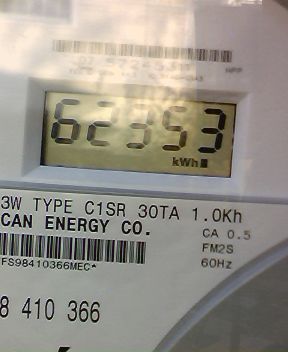 62353
kWh
3W TYPE C1SR 30TA 1.0Kh
CAN ENERGY CO.
CA 0.5
FM2S
60Hz
FS98410366MEC*
8 410 366